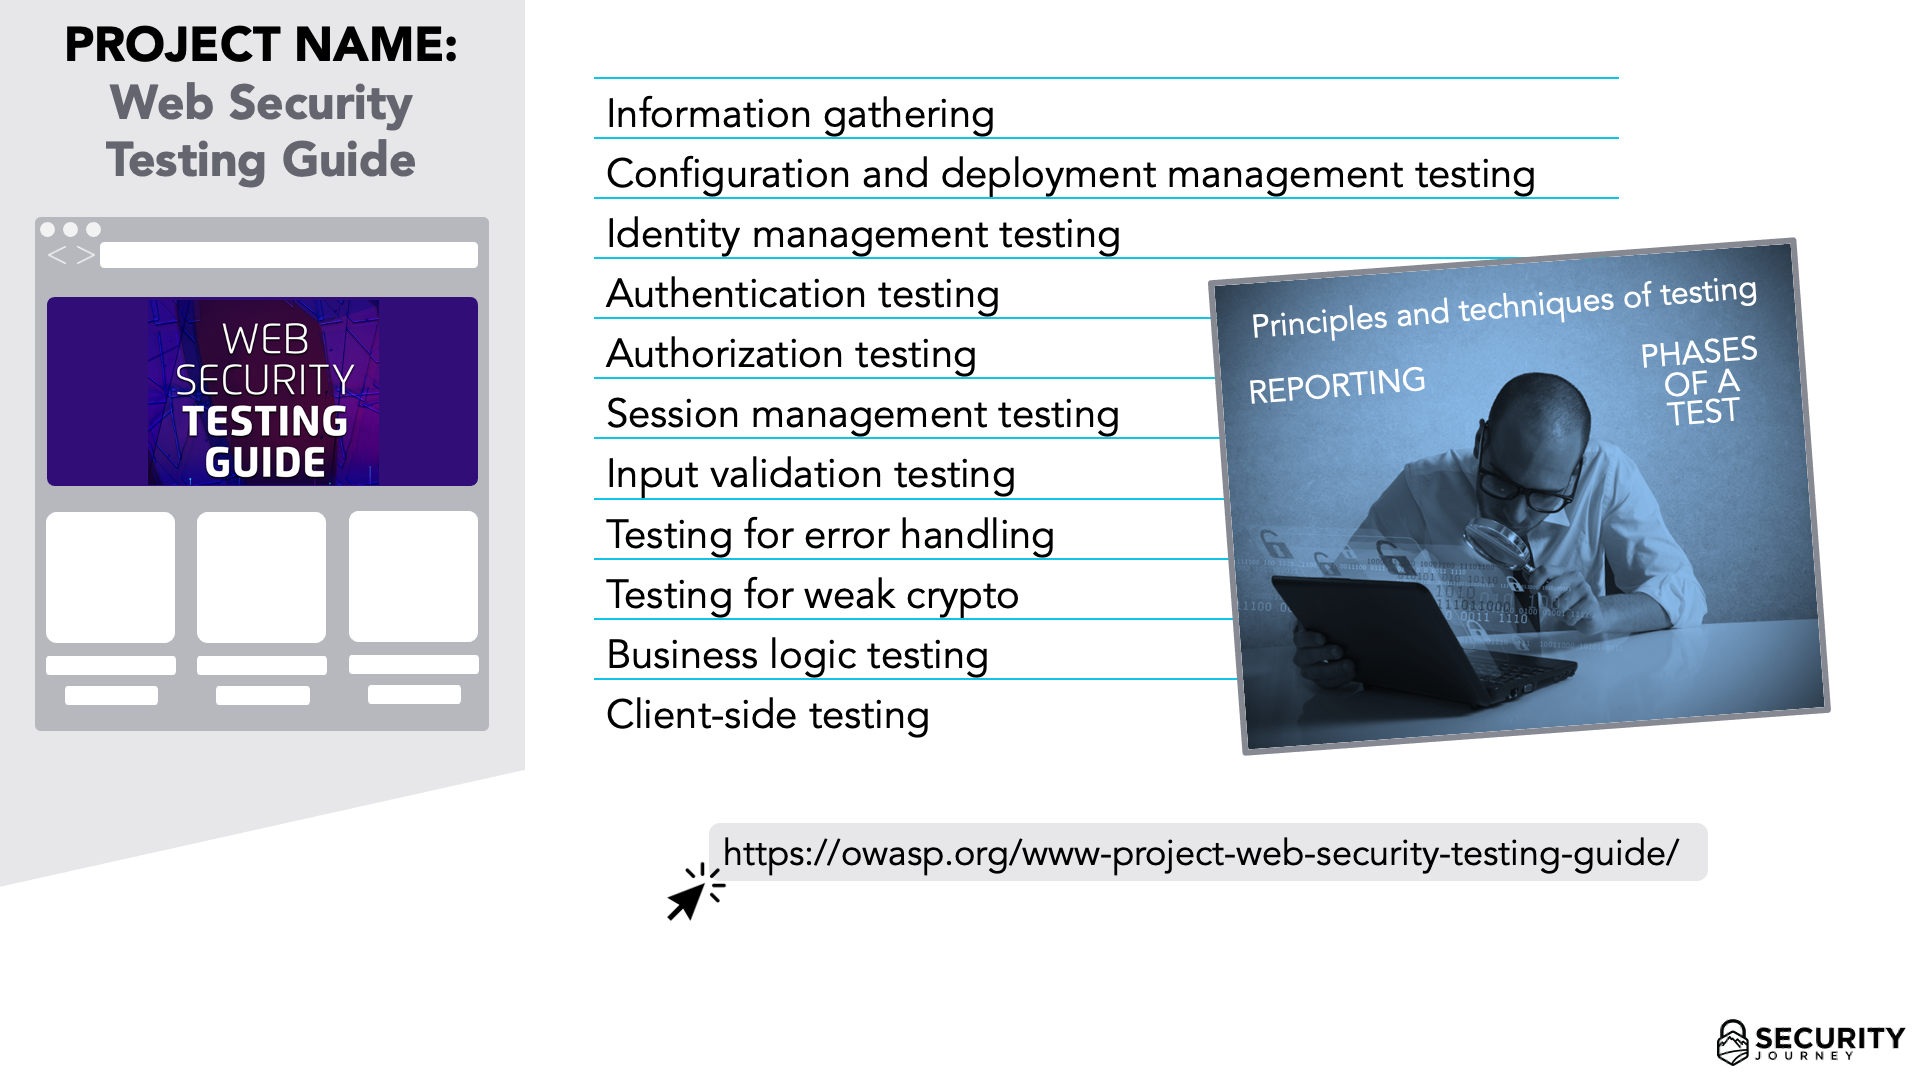 PROJECT NAME:
Web Security
Testing Guide
< >
WEB
SECURITY
TESTING
GUIDE
Information gathering
Configuration and deployment management testing
Identity management testing
Authentication testing
Authorization testing
Session management testing
Input validation testing
Testing for error handling
Testing for weak crypto
Business logic testing
Client-side testing
Principles and techniques of testing
REPORTING
PHASES
OF A
TEST
https://owasp.org/www-project-web-security-testing-guide/
SECURITY
JOURNEY